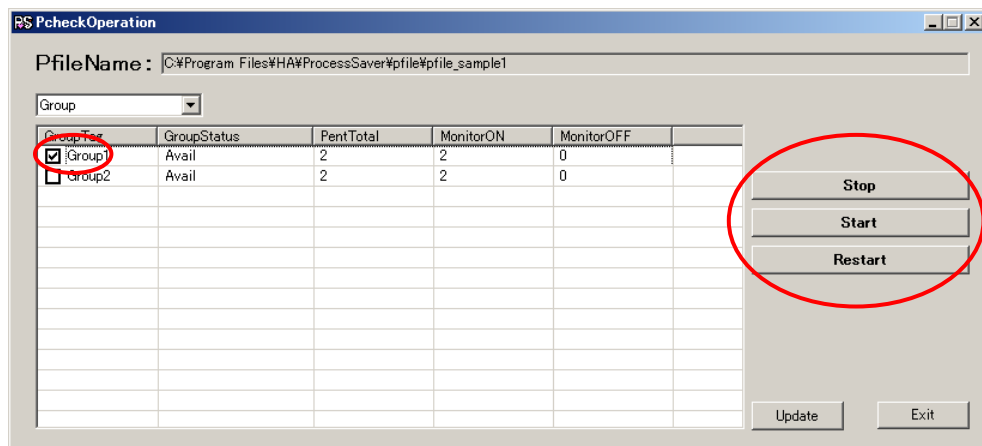 PS PcheckOperation
PfileName: C:¥Program Files¥HA¥ProcessSaver¥pfile¥pfile_sample1
Group
GroupTag GroupStatus PentTotal MonitorON MonitorOFF
Group1 Avail 2 2 0
Group2 Avail 2 2 0
Stop
Start
Restart
Update Exit